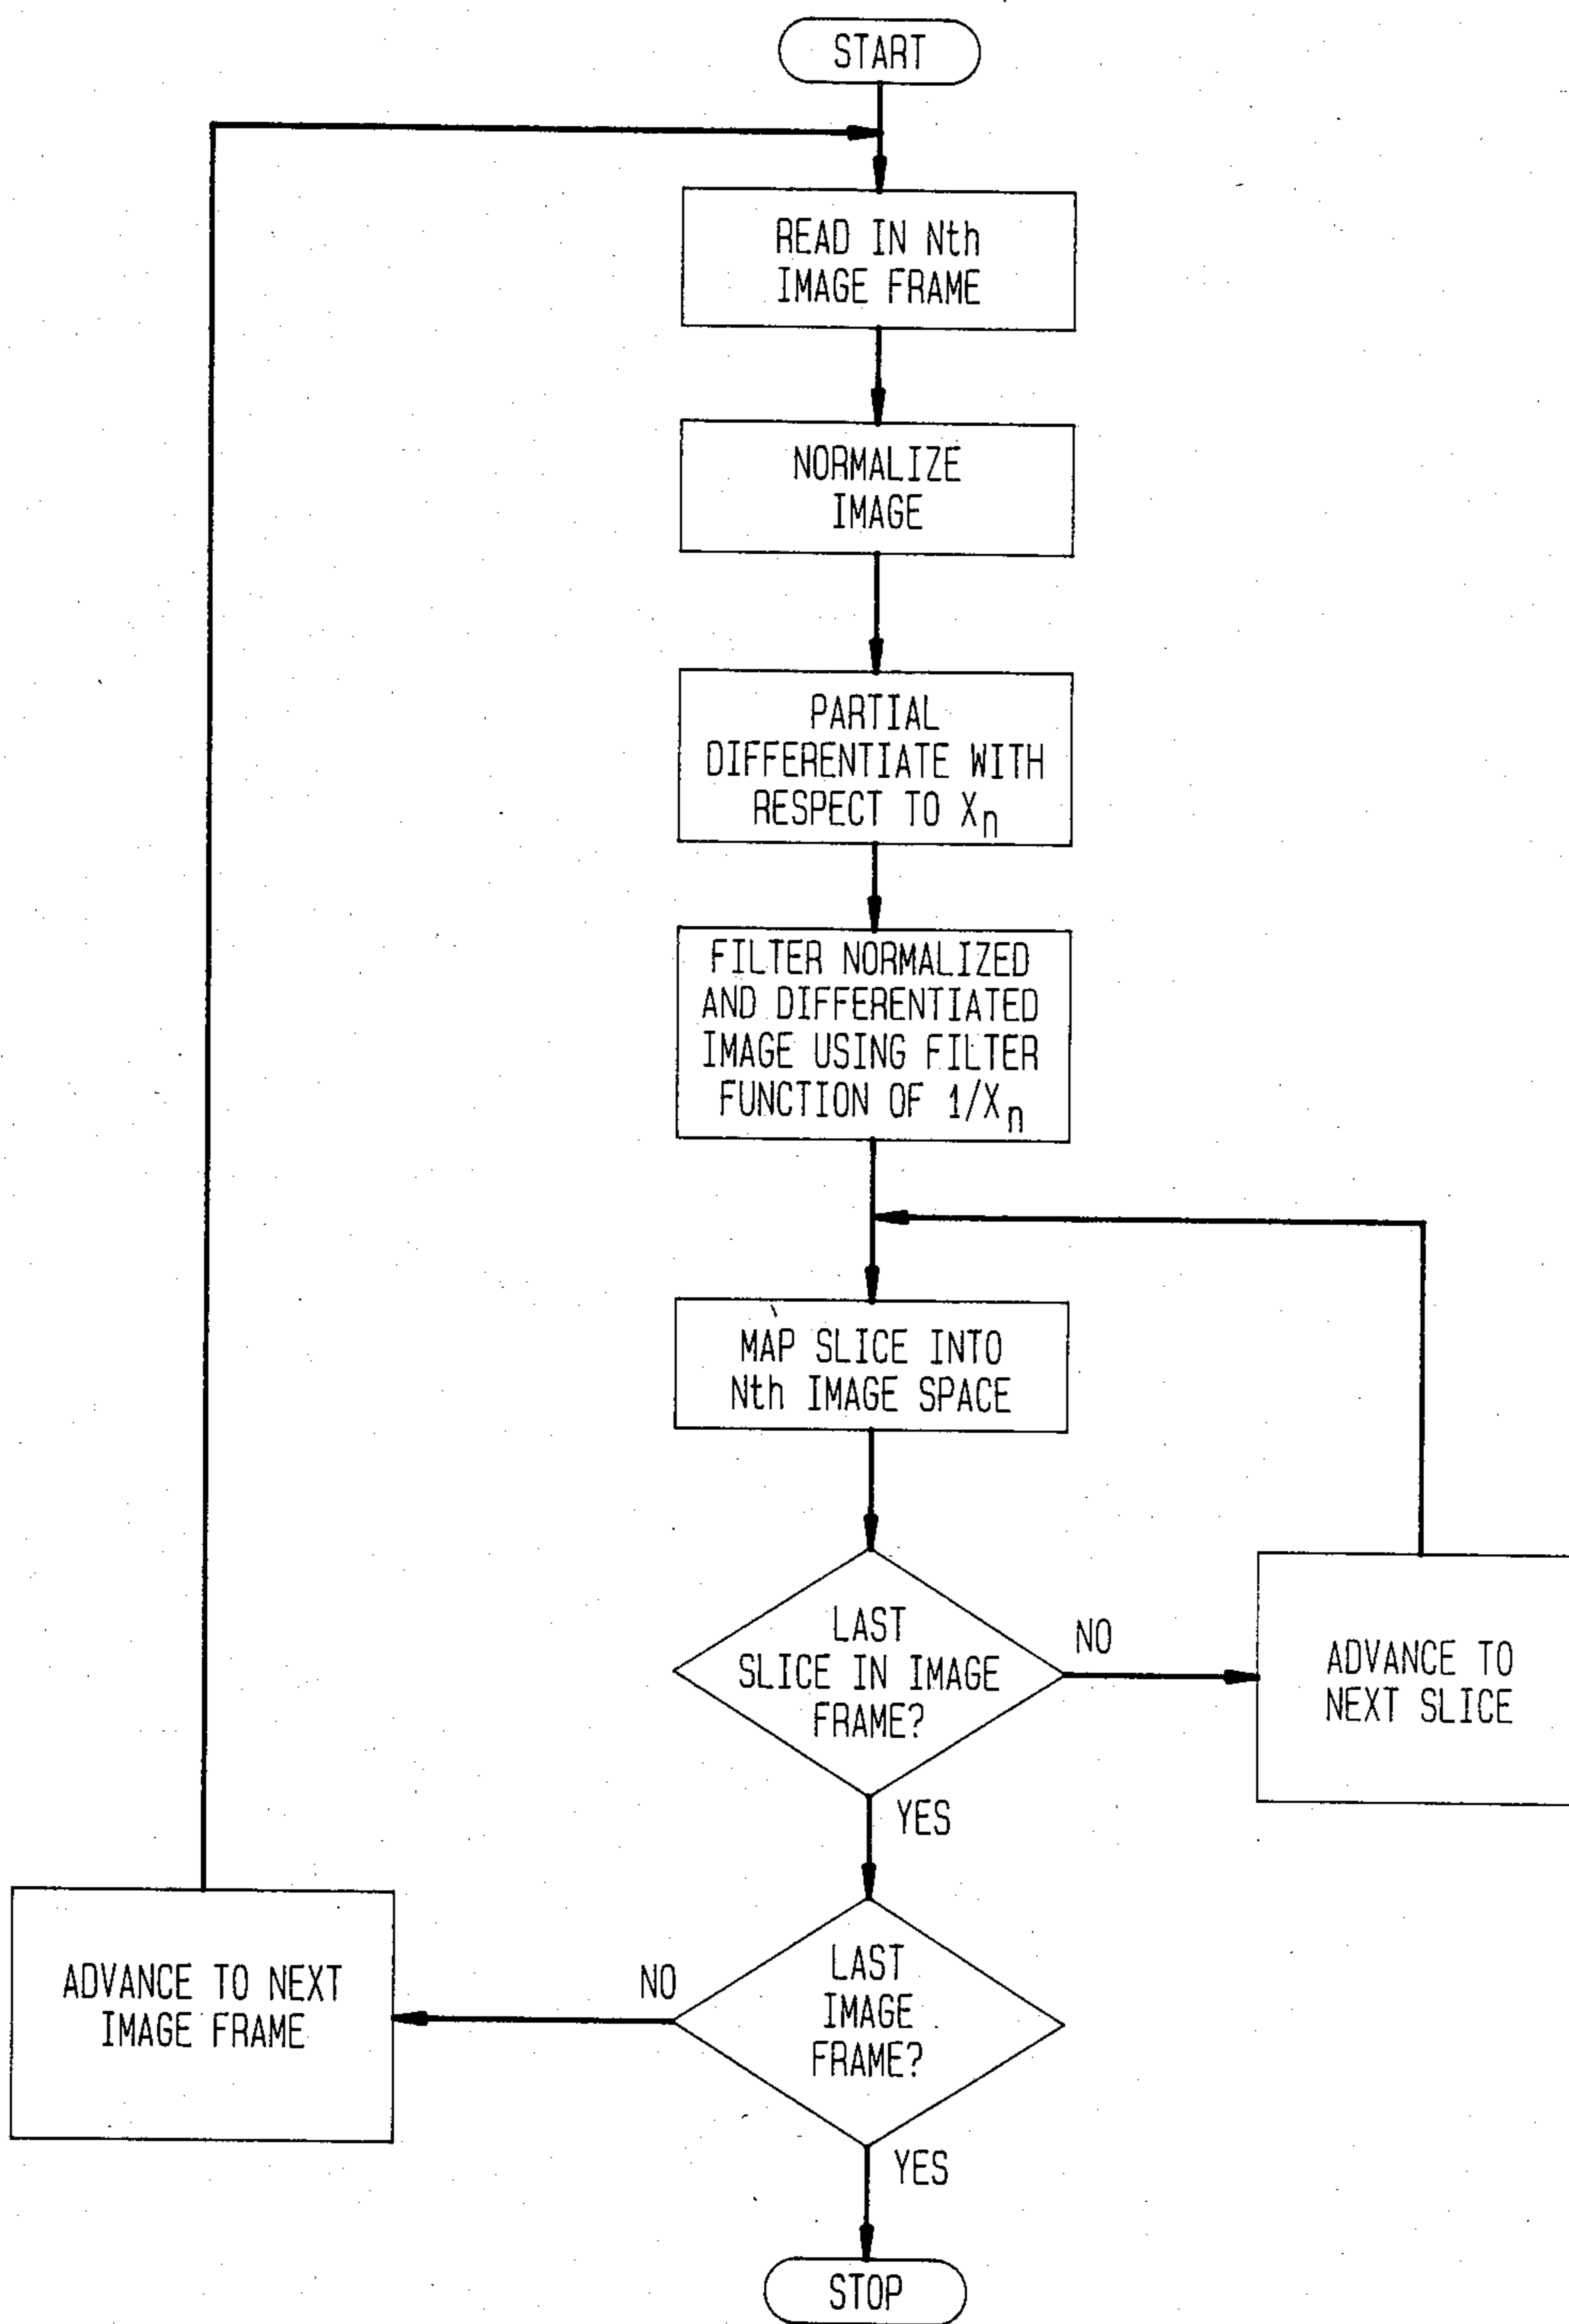 START
READ IN Nth
IMAGE FRAME
NORMALIZE
IMAGE
PARTIAL
DIFFERENTIATE WITH
RESPECT TO Xn
FILTER NORMALIZED
AND DIFFERENTIATED
IMAGE USING FILTER
FUNCTION OF 1/Xn
MAP SLICE INTO
Nth IMAGE SPACE
LAST
SLICE IN IMAGE
FRAME?
NO
ADVANCE TO
NEXT SLICE
YES
LAST
IMAGE
FRAME?
NO
ADVANCE TO NEXT
IMAGE FRAME
YES
STOP